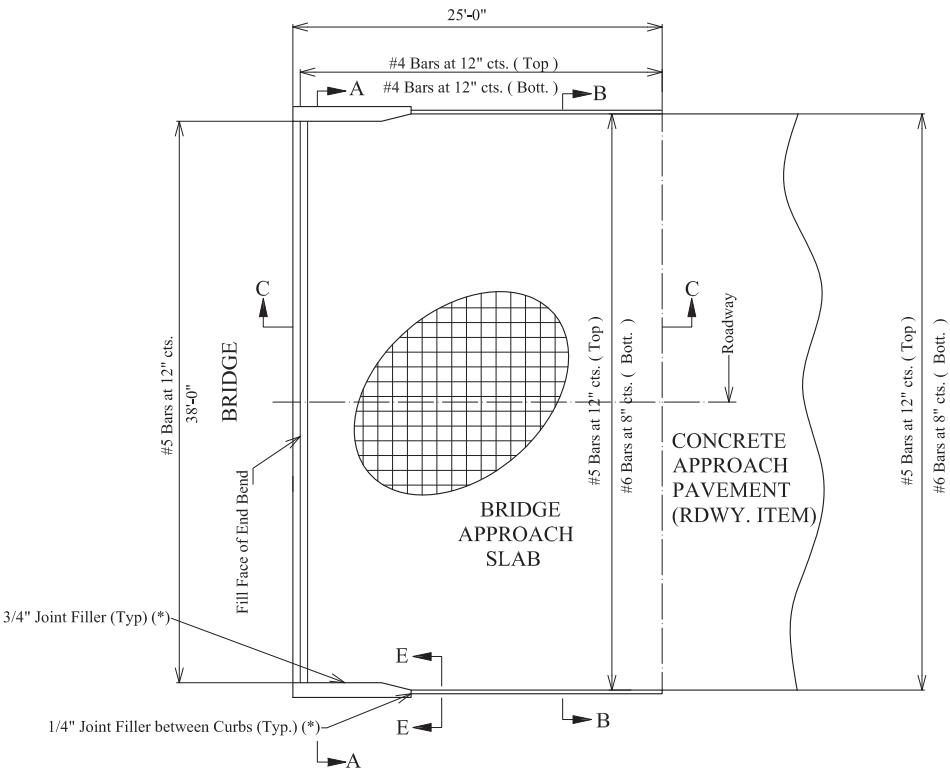 25'-0"
#4 Bars at 12" cts. ( Top )
#4 Bars at 12" cts. ( Bott. )
A
B
C
C
#5 Bars at 12" cts.
38'-0"
BRIDGE
Fill Face of End Bend
#5 Bars at 12" cts. ( Top )
#6 Bars at 8" cts. ( Bott. )
Roadway
#5 Bars at 12" cts. ( Top )
#6 Bars at 8" cts. ( Bott. )
CONCRETE
APPROACH
PAVEMENT
(RDWY. ITEM)
BRIDGE
APPROACH
SLAB
3/4" Joint Filler (Typ) (*)
E
E
B
1/4" Joint Filler between Curbs (Typ.) (*)
A